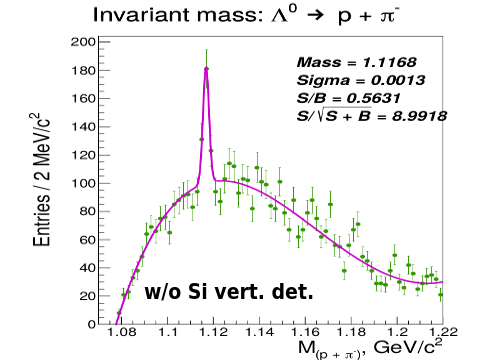 Invariant mass: Λ⁰ → p + π⁻
Mass = 1.1168
Sigma = 0.0013
S/B = 0.5631
S/√S + B = 8.9918
Entries / 2 MeV/c²
200
180
160
140
120
100
80
60
40
20
0
w/o Si vert. det.
1.08 1.1 1.12 1.14 1.16 1.18 1.2 1.22
M(p + π⁻), GeV/c²